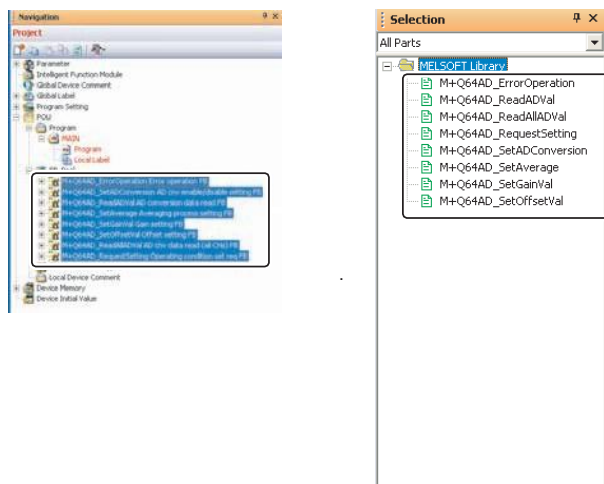 Navigation
Project
Parameter
Intelligent Function Module
Global Device Comment
Global Label
Program Setting
POU
Program
MAIN
Program
Local Label
M+Q64AD_ErrorOperation Error operation FB
M+Q64AD_SetADConversion AD cnv enable/disable setting FB
M+Q64AD_ReadADVal AD conversion data read FB
M+Q64AD_SetAverage Averaging process setting FB
M+Q64AD_SetGainVal Gain setting FB
M+Q64AD_SetOffsetVal Offset setting FB
M+Q64AD_ReadAllADVal AD cnv data read (all CHs) FB
M+Q64AD_RequestSetting Operating condition set req FB
Local Device Comment
Device Memory
Device Initial Value
.
Selection
All Parts
MELSOFT Library
M+Q64AD_ErrorOperation
M+Q64AD_ReadADVal
M+Q64AD_ReadAllADVal
M+Q64AD_RequestSetting
M+Q64AD_SetADConversion
M+Q64AD_SetAverage
M+Q64AD_SetGainVal
M+Q64AD_SetOffsetVal